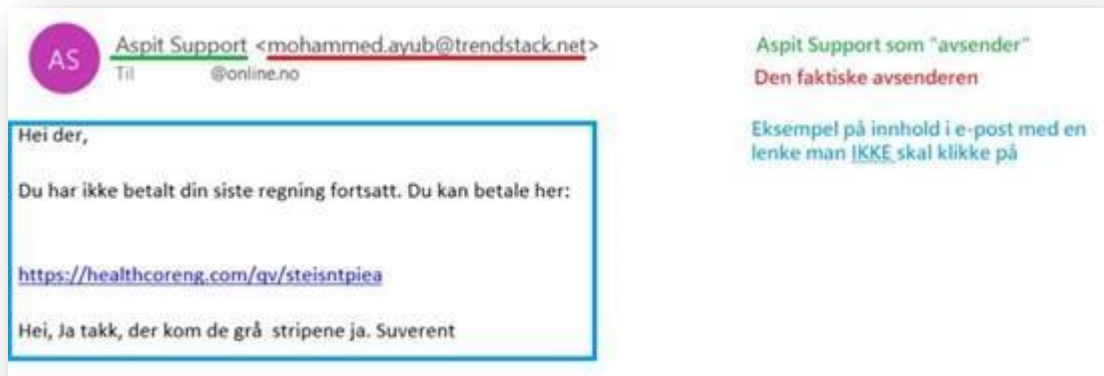 AS
Aspit Support <mohammed.ayub@trendstack.net>
Til @online.no
Hei der,
Du har ikke betalt din siste regning fortsatt. Du kan betale her:
https://healthcoreng.com/qv/steisntpiea
Hei, Ja takk, der kom de grå stripene ja. Suverent
Aspit Support som "avsender"
Den faktiske avsenderen
Eksempel på innhold i e-post med en
lenke man IKKE skal klikke på